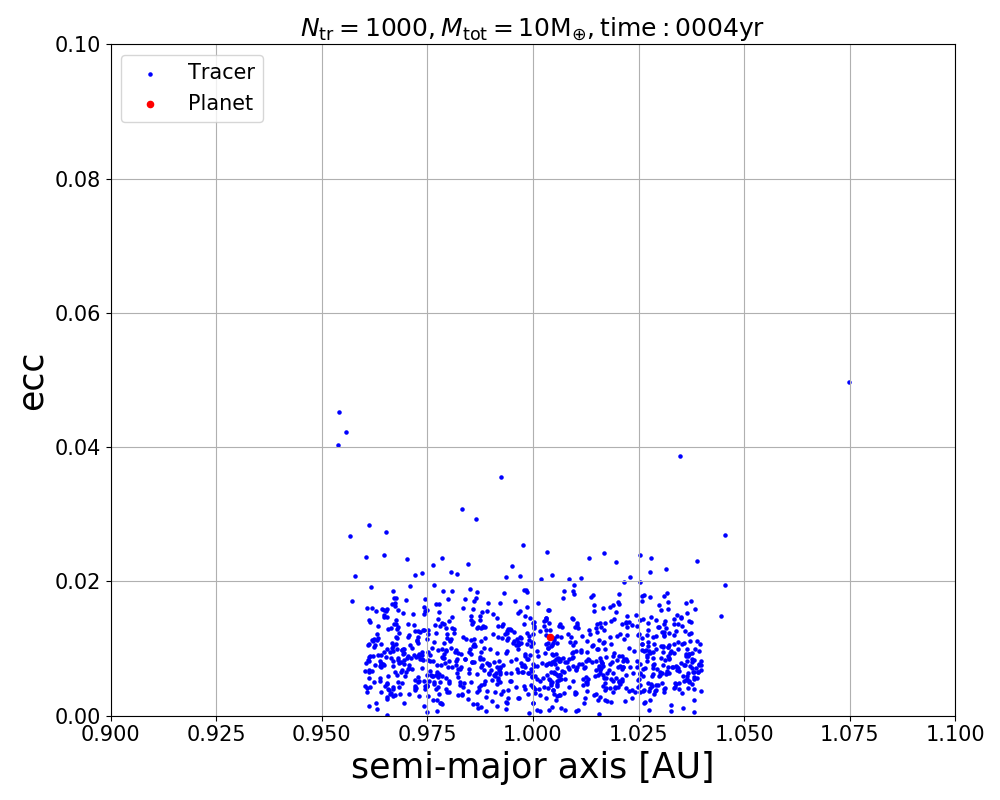 N_tr = 1000, M_tot = 10M_⊕, time : 0004yr
0.10
Tracer
Planet
0.08
0.06
ecc
0.04
0.02
0.00
0.900 0.925 0.950 0.975 1.000 1.025 1.050 1.075 1.100
semi-major axis [AU]